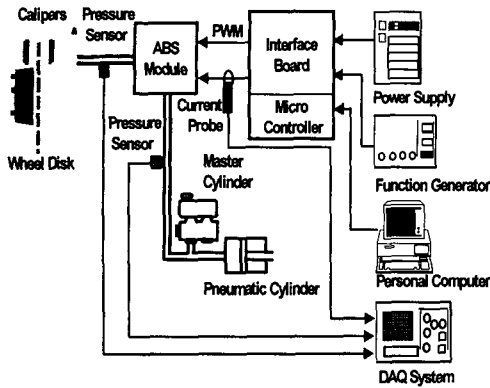 Calipers
Pressure
Sensor
ABS
Module
PWM
Interface
Board
Micro
Controller
Power Supply
Current
Probe
Pressure
Sensor
Wheel Disk
Master
Cylinder
Function Generator
Pneumatic Cylinder
Personal Computer
DAQ System